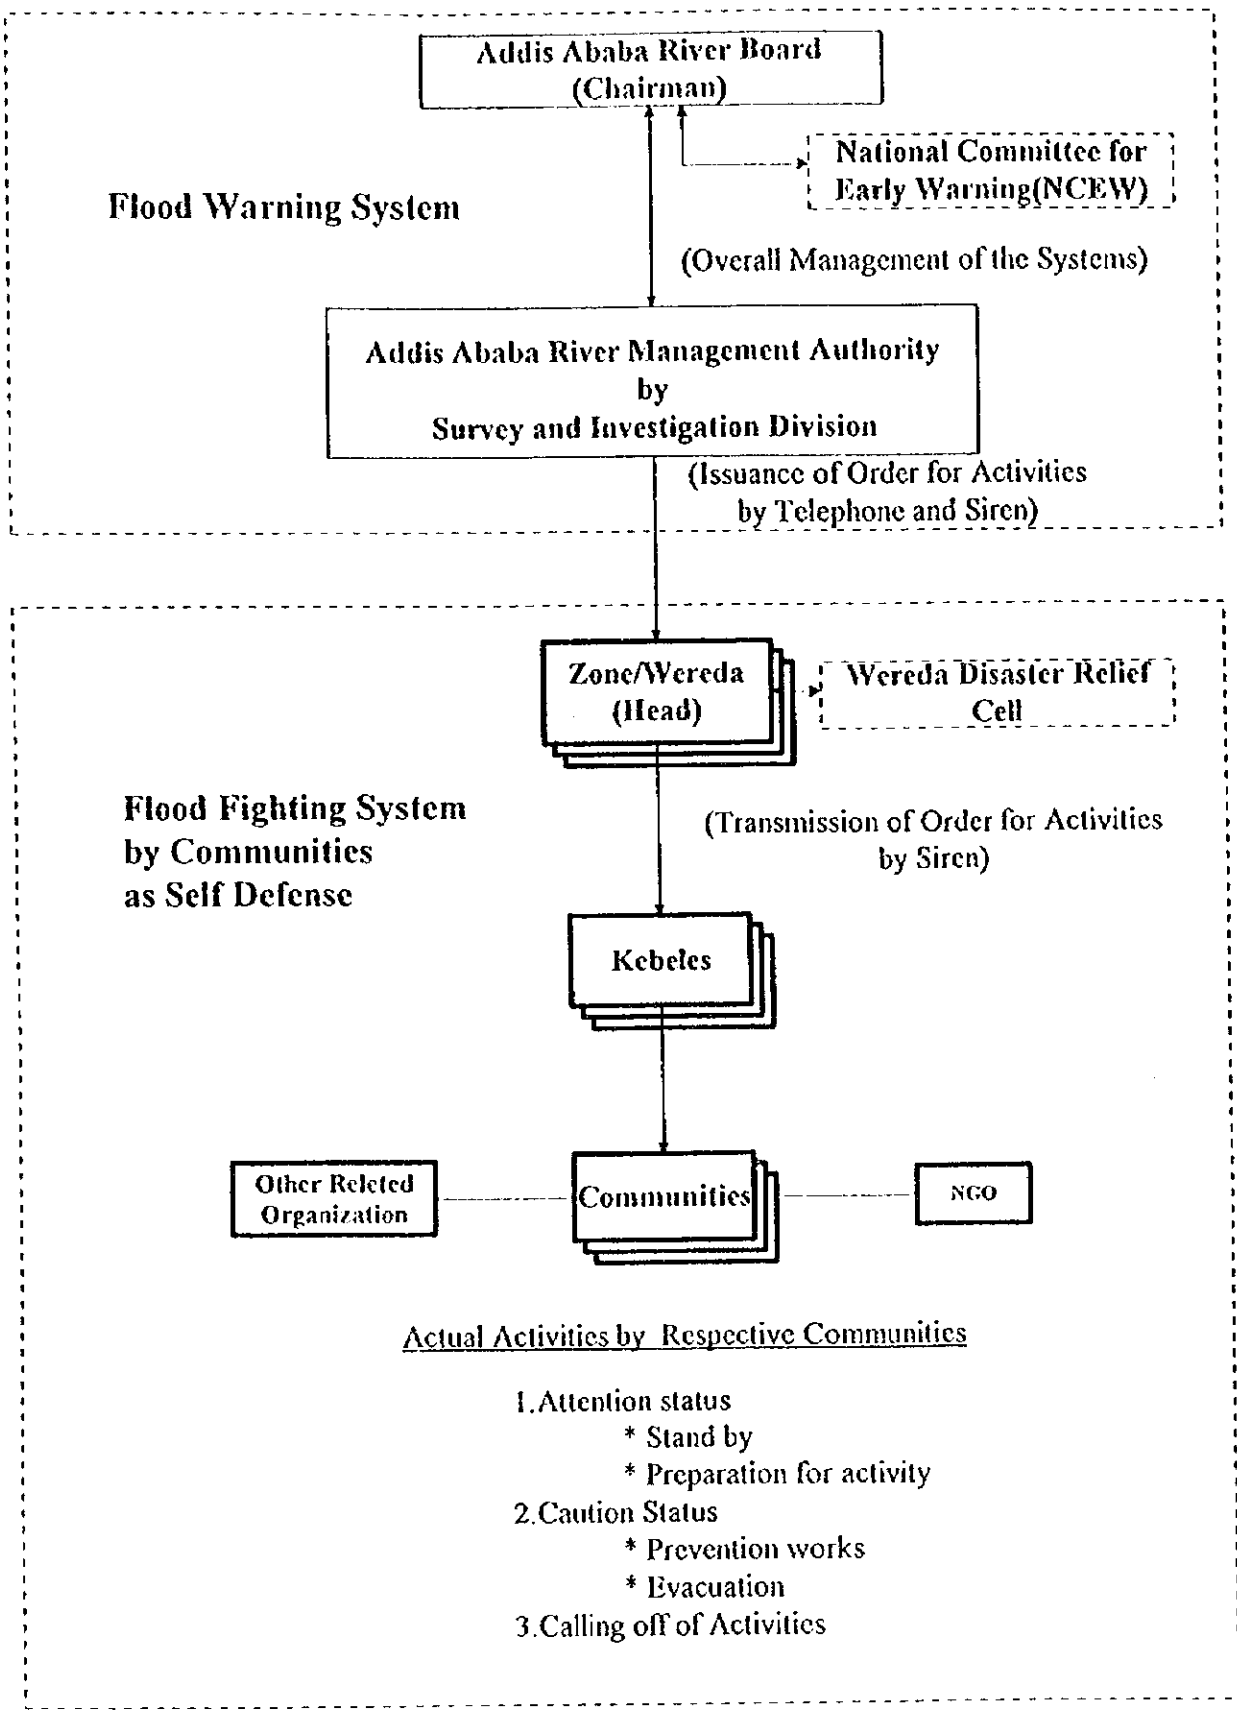 Addis Ababa River Board
(Chairman)
National Committee for
Early Warning(NCEW)
Flood Warning System
(Overall Management of the Systems)
Addis Ababa River Management Authority
by
Survey and Investigation Division
(Issuance of Order for Activities
by Telephone and Siren)
Zone/Wereda
(Head)
Wereda Disaster Relief
Cell
Flood Fighting System
by Communities
as Self Defense
(Transmission of Order for Activities
by Siren)
Kebeles
Other Releted
Organization
Communities
NGO
Actual Activities by Respective Communities
1.Attention status
* Stand by
* Preparation for activity
2.Caution Status
* Prevention works
* Evacuation
3.Calling off of Activities